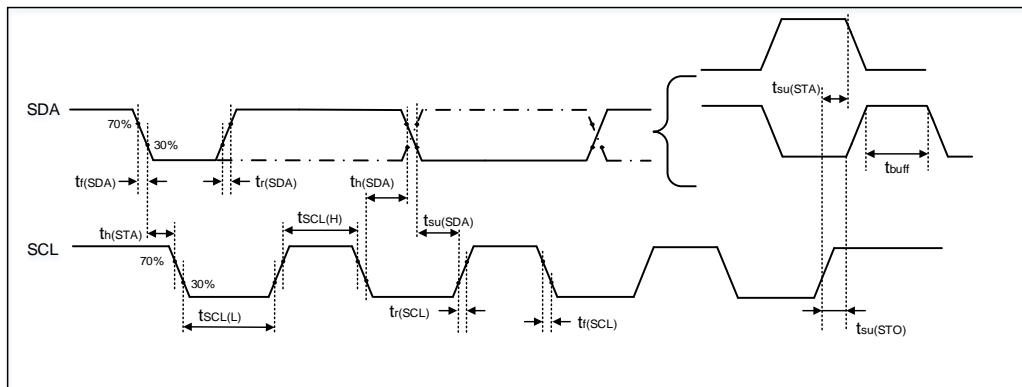 tsu(STA)
SDA
70%
30%
tbuff
tf(SDA)
tr(SDA)
th(SDA)
tSCL(H)
tsu(SDA)
th(STA)
SCL
70%
30%
tr(SCL)
tf(SCL)
tSCL(L)
tsu(STO)